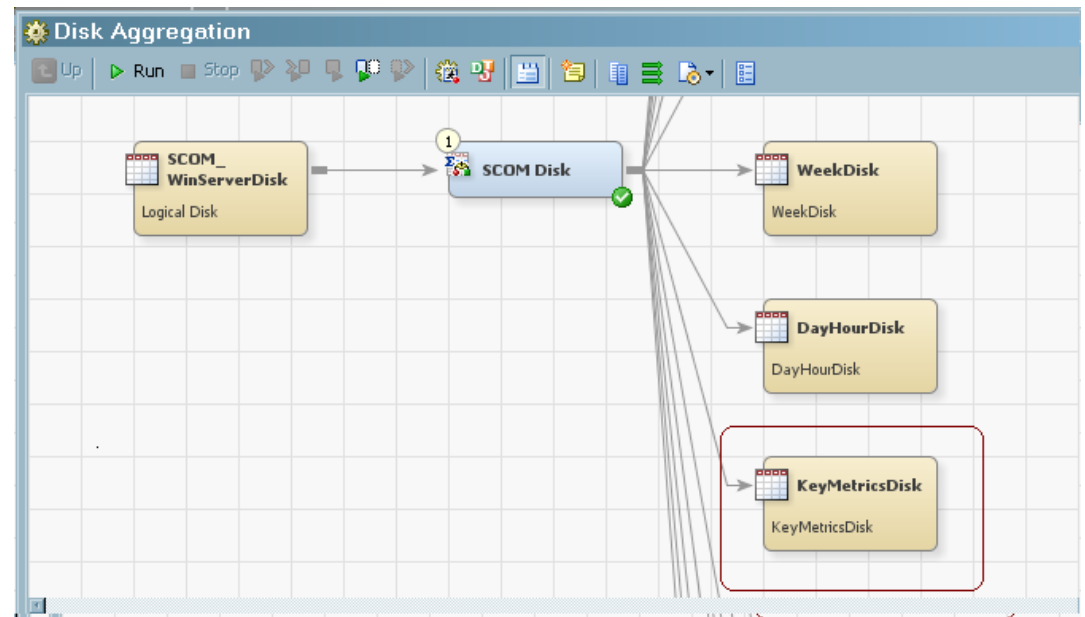 Disk Aggregation
Up Run Stop
1
SCOM_
WinServerDisk
Logical Disk
SCOM Disk
WeekDisk
WeekDisk
DayHourDisk
DayHourDisk
KeyMetricsDisk
KeyMetricsDisk